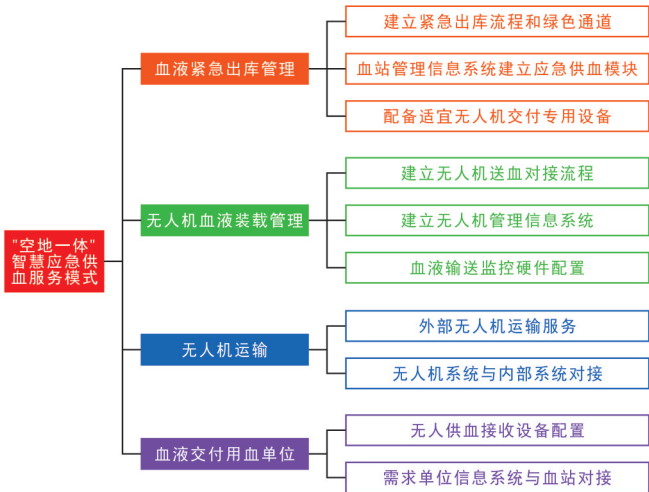 "空地一体"
智慧应急供
血服务模式
血液紧急出库管理
建立紧急出库流程和绿色通道
血站管理信息系统建立应急供血模块
配备适宜无人机交付专用设备
无人机血液装载管理
建立无人机送血对接流程
建立无人机管理信息系统
血液输送监控硬件配置
无人机运输
外部无人机运输服务
无人机系统与内部系统对接
血液交付用血单位
无人供血接收设备配置
需求单位信息系统与血站对接